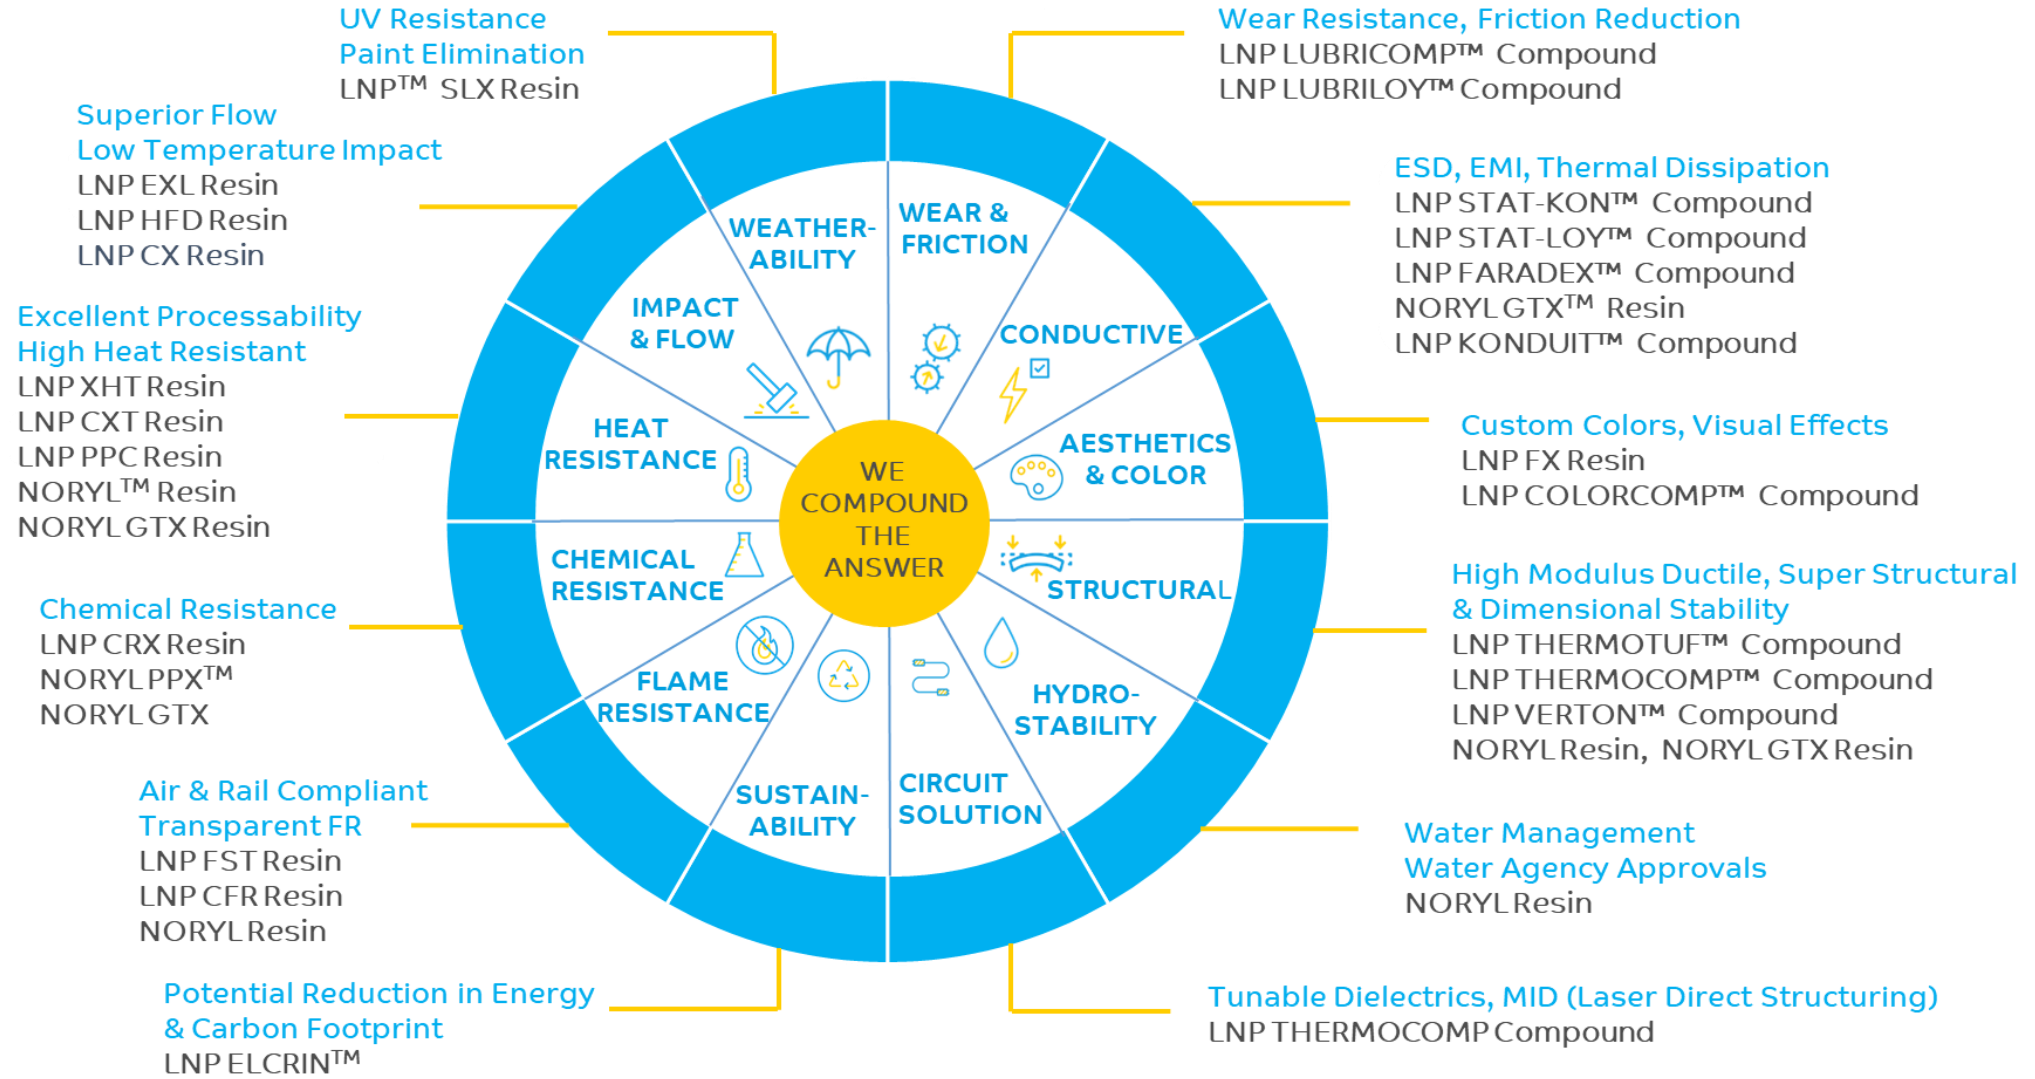 UV Resistance
Paint Elimination
LNP™ SLX Resin
Wear Resistance, Friction Reduction
LNP LUBRICOMP™ Compound
LNP LUBRILOY™ Compound
Superior Flow
Low Temperature Impact
LNP EXL Resin
LNP HFD Resin
LNP CX Resin
ESD, EMI, Thermal Dissipation
LNP STAT-KON™ Compound
LNP STAT-LOY™ Compound
LNP FARADEX™ Compound
NORYL GTX™ Resin
LNP KONDUIT™ Compound
Excellent Processability
High Heat Resistant
LNP XHT Resin
LNP CXT Resin
LNP PPC Resin
NORYL™ Resin
NORYL GTX Resin
Custom Colors, Visual Effects
LNP FX Resin
LNP COLORCOMP™ Compound
Chemical Resistance
LNP CRX Resin
NORYL PPX™
NORYL GTX
High Modulus Ductile, Super Structural
& Dimensional Stability
LNP THERMOTUF™ Compound
LNP THERMOCOMP™ Compound
LNP VERTON™ Compound
NORYL Resin, NORYL GTX Resin
Air & Rail Compliant
Transparent FR
LNP FST Resin
LNP CFR Resin
NORYL Resin
Water Management
Water Agency Approvals
NORYL Resin
Potential Reduction in Energy
& Carbon Footprint
LNP ELCRIN™
Tunable Dielectrics, MID (Laser Direct Structuring)
LNP THERMOCOMP Compound
WEATHER-
ABILITY
WEAR &
FRICTION
IMPACT
& FLOW
CONDUCTIVE
HEAT
RESISTANCE
AESTHETICS
& COLOR
WE
COMPOUND
THE
ANSWER
CHEMICAL
RESISTANCE
STRUCTURAL
FLAME
RESISTANCE
HYDRO-
STABILITY
SUSTAIN-
ABILITY
CIRCUIT
SOLUTION